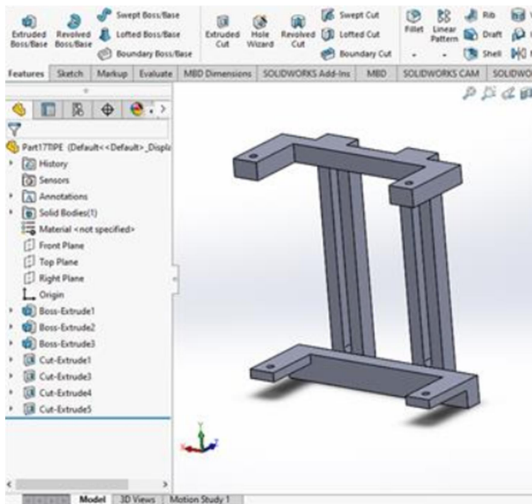 Extruded Boss/Base
Revolved Boss/Base
Swept Boss/Base
Lofted Boss/Base
Boundary Boss/Base
Extruded Cut
Hole Wizard
Revolved Cut
Swept Cut
Lofted Cut
Boundary Cut
Fillet
Linear Pattern
Rib
Draft
Shell
Features Sketch Markup Evaluate MBD Dimensions SOLIDWORKS Add-Ins MBD SOLIDWORKS CAM SOLIDWO
Part17TIPE (Default<<Default>_Displa
History
Sensors
Annotations
Solid Bodies(1)
Material <not specified>
Front Plane
Top Plane
Right Plane
Origin
Boss-Extrude1
Boss-Extrude2
Boss-Extrude3
Cut-Extrude1
Cut-Extrude3
Cut-Extrude4
Cut-Extrude5
Model 3D Views Motion Study 1